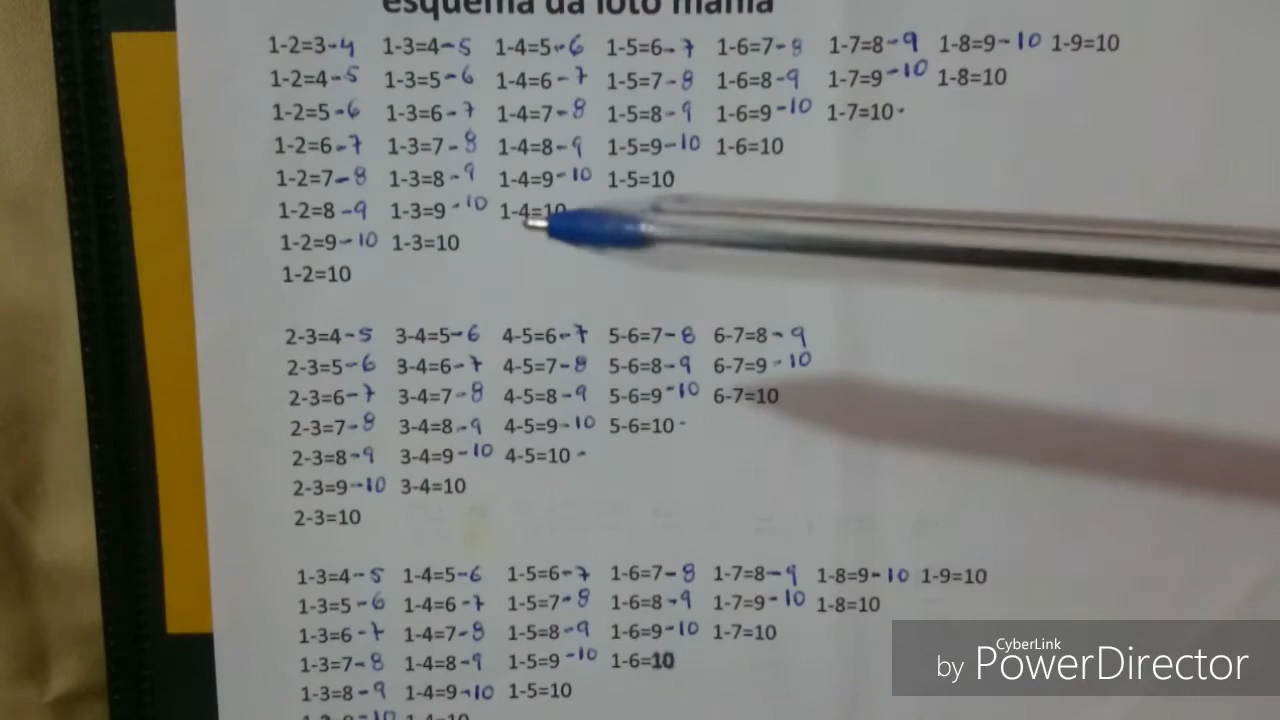 esquema da loto mania
1-2=3-4 1-3=4-5 1-4=5-6 1-5=6-7 1-6=7-8 1-7=8-9 1-8=9-10 1-9=10
1-2=4-5 1-3=5-6 1-4=6-7 1-5=7-8 1-6=8-9 1-7=9-10 1-8=10
1-2=5-6 1-3=6-7 1-4=7-8 1-5=8-9 1-6=9-10 1-7=10-
1-2=6-7 1-3=7-8 1-4=8-9 1-5=9-10 1-6=10
1-2=7-8 1-3=8-9 1-4=9-10 1-5=10
1-2=8-9 1-3=9-10 1-4=10
1-2=9-10 1-3=10
1-2=10
2-3=4-5 3-4=5-6 4-5=6-7 5-6=7-8 6-7=8-9
2-3=5-6 3-4=6-7 4-5=7-8 5-6=8-9 6-7=9-10
2-3=6-7 3-4=7-8 4-5=8-9 5-6=9-10 6-7=10
2-3=7-8 3-4=8-9 4-5=9-10 5-6=10-
2-3=8-9 3-4=9-10 4-5=10-
2-3=9-10 3-4=10
2-3=10
1-3=4-5 1-4=5-6 1-5=6-7 1-6=7-8 1-7=8-9 1-8=9-10 1-9=10
1-3=5-6 1-4=6-7 1-5=7-8 1-6=8-9 1-7=9-10 1-8=10
1-3=6-7 1-4=7-8 1-5=8-9 1-6=9-10 1-7=10
1-3=7-8 1-4=8-9 1-5=9-10 1-6=10
1-3=8-9 1-4=9-10 1-5=10
1-3=9-10 1-4=10
CyberLink
by PowerDirector